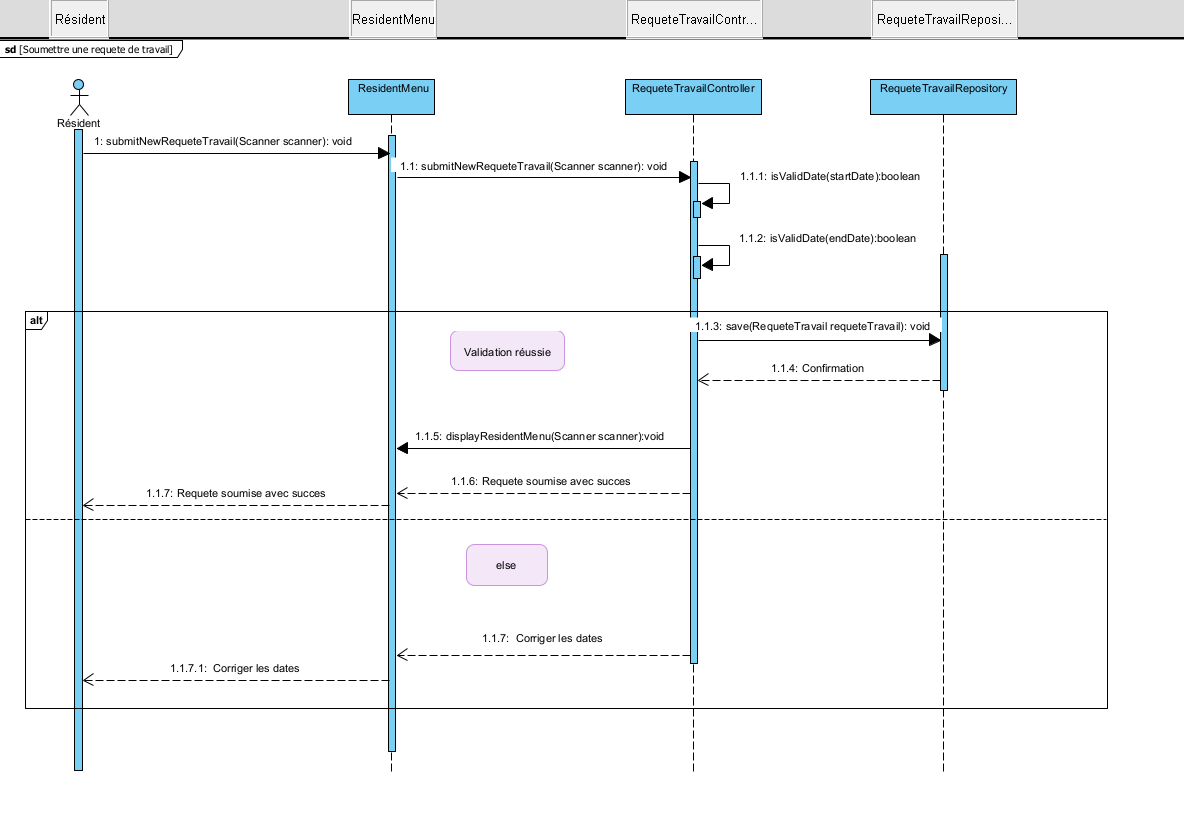 Résident
ResidentMenu
RequeteTravailContr...
RequeteTravailReposi...
sd [Soumettre une requete de travail]
ResidentMenu
RequeteTravailController
RequeteTravailRepository
Résident
1: submitNewRequeteTravail(Scanner scanner): void
1.1: submitNewRequeteTravail(Scanner scanner): void
1.1.1: isValidDate(startDate):boolean
1.1.2: isValidDate(endDate):boolean
alt
1.1.3: save(RequeteTravail requeteTravail): void
Validation réussie
1.1.4: Confirmation
1.1.5: displayResidentMenu(Scanner scanner):void
1.1.6: Requete soumise avec succes
1.1.7: Requete soumise avec succes
else
1.1.7: Corriger les dates
1.1.7.1: Corriger les dates